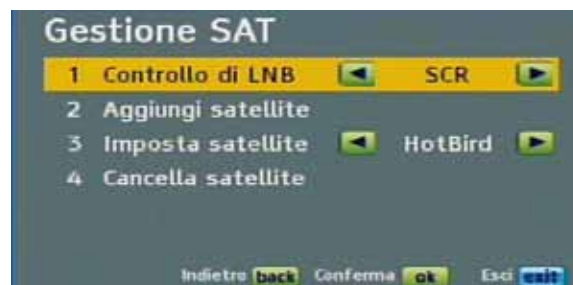 Gestione SAT
1 Controllo di LNB ◄ SCR ►
2 Aggiungi satellite
3 Imposta satellite ◄ HotBird ►
4 Cancella satellite
Indietro back Conferma ok Esci exit